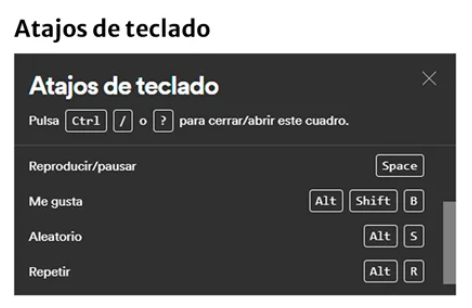 Atajos de teclado
Atajos de teclado
Pulsa Ctrl / o ? para cerrar/abrir este cuadro.
Reproducir/pausar Space
Me gusta Alt Shift B
Aleatorio Alt S
Repetir Alt R